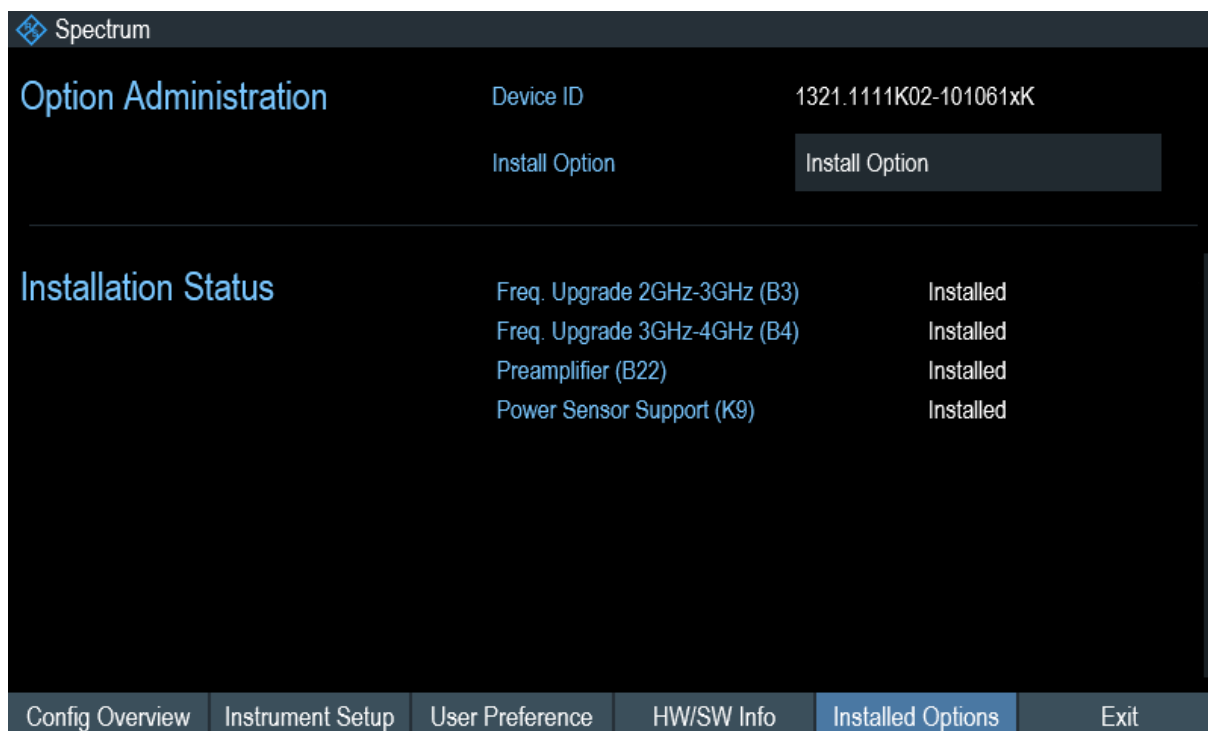 Spectrum
Option Administration
Device ID 1321.1111K02-101061xK
Install Option Install Option
Installation Status
Freq. Upgrade 2GHz-3GHz (B3) Installed
Freq. Upgrade 3GHz-4GHz (B4) Installed
Preamplifier (B22) Installed
Power Sensor Support (K9) Installed
Config Overview Instrument Setup User Preference HW/SW Info Installed Options Exit